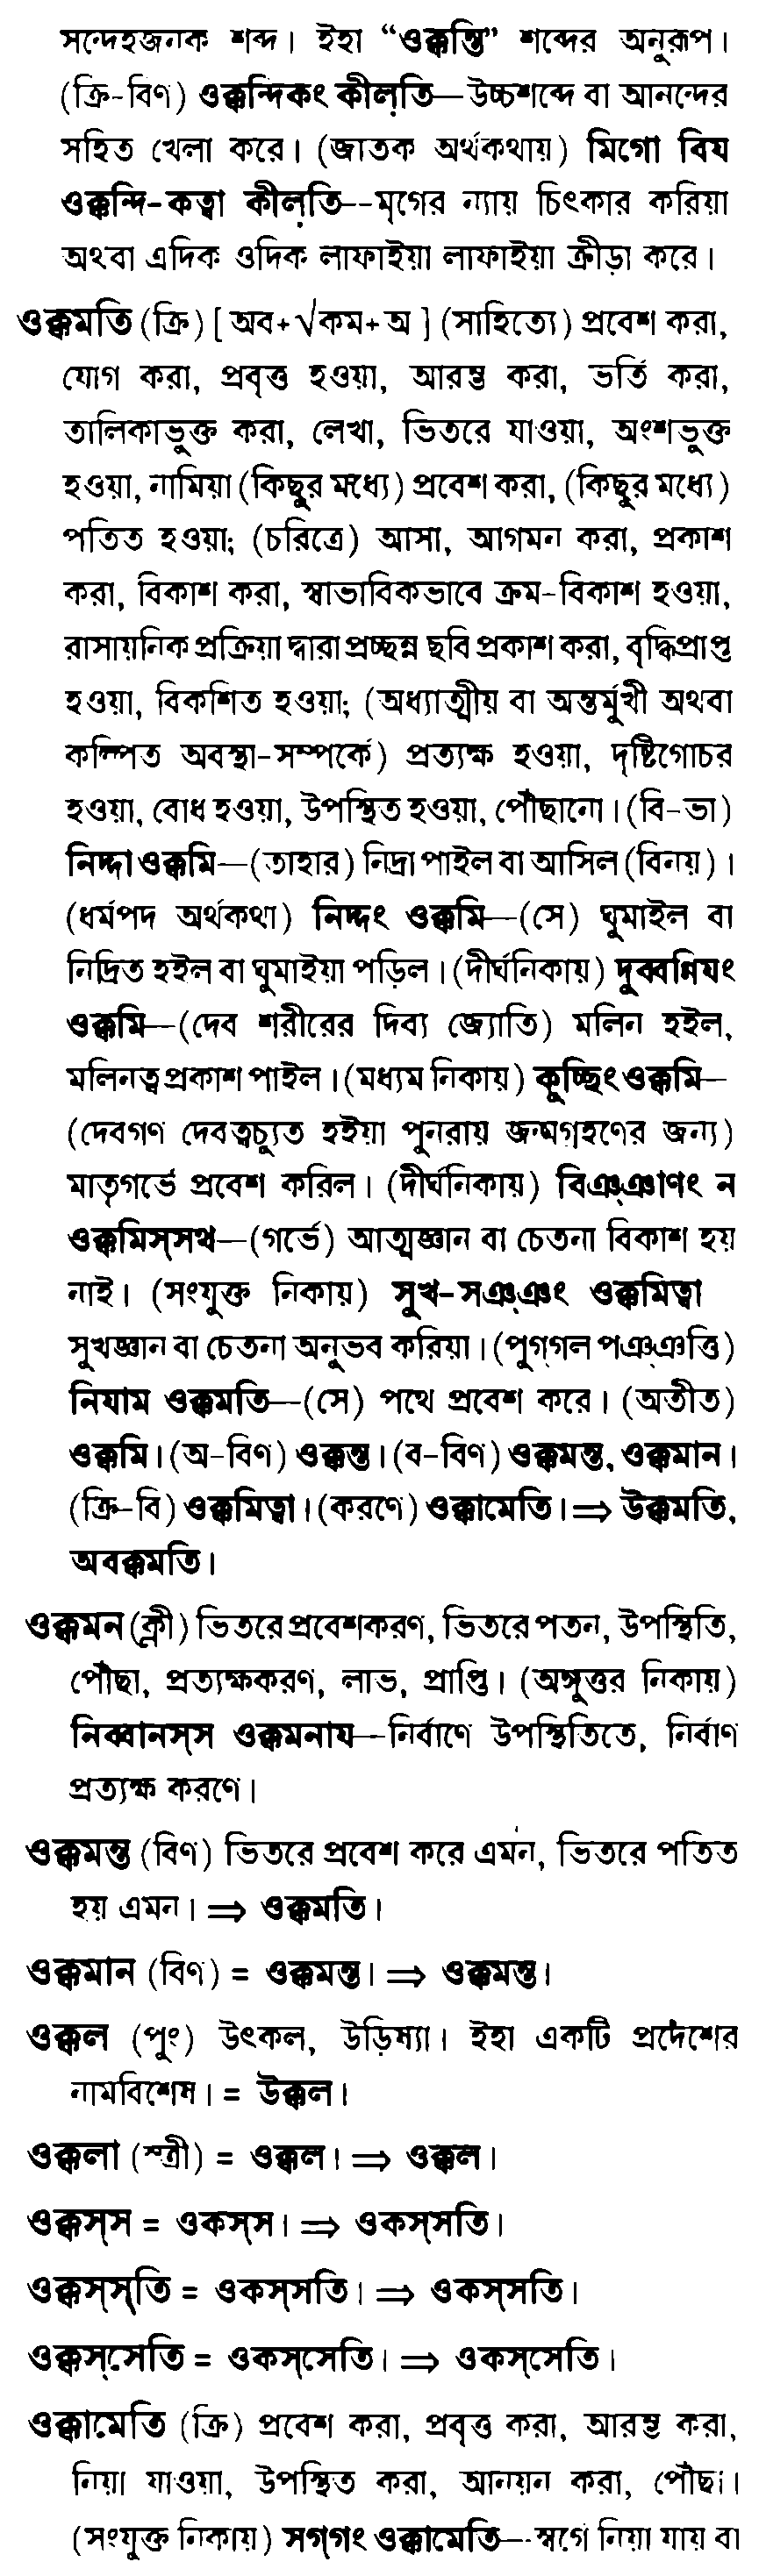 সন্দেহজনক শব্দ। ইহা “ওক্কন্তি” শব্দের অনুরূপ।
(ক্রি-বিণ) ওক্কন্দিকং কীল়তি—উচ্চশব্দে বা আনন্দের
সহিত খেলা করে। (জাতক অর্থকথায়) মিগো বিয
ওক্কন্দি-কত্বা কীল়তি--মৃগের ন্যায় চিৎকার করিয়া
অথবা এদিক ওদিক লাফাইয়া লাফাইয়া ক্রীড়া করে।
ওক্কমতি (ক্রি) [ অব+√কম+অ ] (সাহিত্যে) প্রবেশ করা,
যোগ করা, প্রবৃত্ত হওয়া, আরম্ভ করা, ভর্তি করা,
তালিকাভুক্ত করা, লেখা, ভিতরে যাওয়া, অংশভুক্ত
হওয়া, নামিয়া (কিছুর মধ্যে) প্রবেশ করা, (কিছুর মধ্যে)
পতিত হওয়া; (চরিত্রে) আসা, আগমন করা, প্রকাশ
করা, বিকাশ করা, স্বাভাবিকভাবে ক্রম-বিকাশ হওয়া,
রাসায়নিক প্রক্রিয়া দ্বারা প্রচ্ছন্ন ছবি প্রকাশ করা, বৃদ্ধিপ্রাপ্ত
হওয়া, বিকশিত হওয়া; (অধ্যাত্মীয় বা অন্তর্মুখী অথবা
কল্পিত অবস্থা-সম্পর্কে) প্রত্যক্ষ হওয়া, দৃষ্টিগোচর
হওয়া, বোধ হওয়া, উপস্থিত হওয়া, পৌঁছানো। (বি-ভা)
নিদ্দা ওক্কমি—(তাহার) নিদ্রা পাইল বা আসিল (বিনয়)।
(ধর্মপদ অর্থকথা) নিদ্দং ওক্কমি—(সে) ঘুমাইল বা
নিদ্রিত হইল বা ঘুমাইয়া পড়িল। (দীর্ঘনিকায়) দুব্বণ্নিযং
ওক্কমি—(দেব শরীরের দিব্য জ্যোতি) মলিন হইল,
মলিনত্ব প্রকাশ পাইল। (মধ্যম নিকায়) কুচ্ছিং ওক্কমি—
(দেবগণ দেবত্বচ্যুত হইয়া পুনরায় জন্মগ্রহণের জন্য)
মাতৃগর্ভে প্রবেশ করিল। (দীর্ঘনিকায়) বিঞ্ঞাণং ন
ওক্কমিস্সথ—(গর্ভে) আত্মজ্ঞান বা চেতনা বিকাশ হয়
নাই। (সংযুক্ত নিকায়) সুখ-সঞ্ঞং ওক্কমিত্বা
সুখজ্ঞান বা চেতনা অনুভব করিয়া। (পুগ্গল পঞ্ঞত্তি)
নিযাম ওক্কমতি—(সে) পথে প্রবেশ করে। (অতীত)
ওক্কমি। (অ-বিণ) ওক্কন্ত। (ব-বিণ) ওক্কমন্ত, ওক্কমান।
(ক্রি-বি) ওক্কমিত্বা। (করণে) ওক্কামেতি। ⇒ উক্কমতি,
অবক্কমতি।
ওক্কমন (ক্লী) ভিতরে প্রবেশকরণ, ভিতরে পতন, উপস্থিতি,
পৌঁছা, প্রত্যক্ষকরণ, লাভ, প্রাপ্তি। (অঙ্গুত্তর নিকায়)
নিব্বানস্স ওক্কমনায—নির্বাণে উপস্থিতিতে, নির্বাণ
প্রত্যক্ষ করণে।
ওক্কমন্ত (বিণ) ভিতরে প্রবেশ করে এমন, ভিতরে পতিত
হয় এমন। ⇒ ওক্কমতি।
ওক্কমান (বিণ) = ওক্কমন্ত। ⇒ ওক্কমন্ত।
ওক্কল (পুং) উৎকল, উড়িষ্যা। ইহা একটি প্রদেশের
নামবিশেষ। = উক্কল।
ওক্কলা (স্ত্রী) = ওক্কল। ⇒ ওক্কল।
ওক্কস্স = ওকস্স। ⇒ ওকস্সতি।
ওক্কস্স্তি = ওকস্সতি। ⇒ ওকস্সতি।
ওক্কস্সেতি = ওকস্সেতি। ⇒ ওকস্সেতি।
ওক্কামেতি (ক্রি) প্রবেশ করা, প্রবৃত্ত করা, আরম্ভ করা,
নিয়া যাওয়া, উপস্থিত করা, আনয়ন করা, পৌঁছা।
(সংযুক্ত নিকায়) সগ্গং ওক্কামেতি—স্বর্গে নিয়া যায় বা